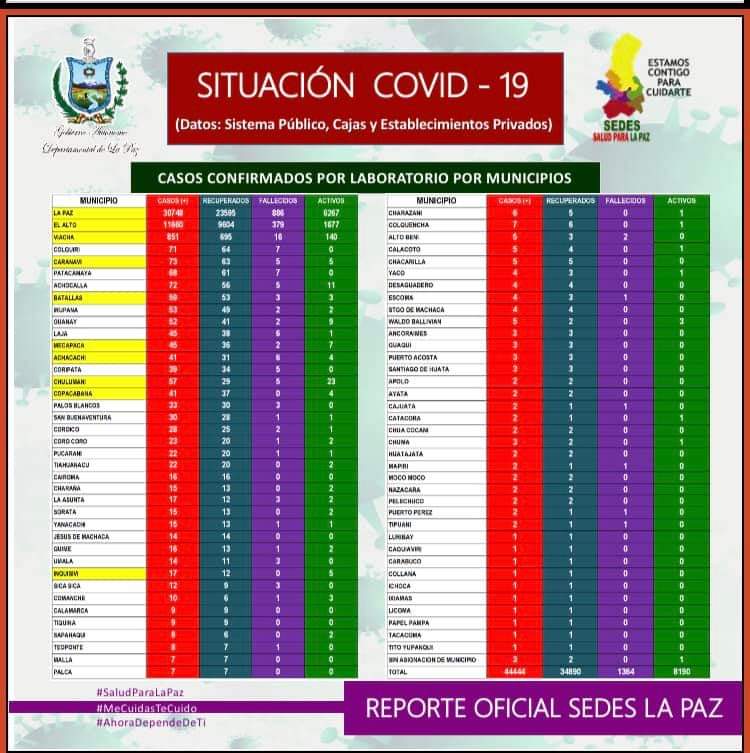 Gobierno Autónomo
Departamental de La Paz
SITUACIÓN COVID - 19
(Datos: Sistema Público, Cajas y Establecimientos Privados)
ESTAMOS
CONTIGO
PARA
CUIDARTE
SEDES
SALUD PARA LA PAZ
CASOS CONFIRMADOS POR LABORATORIO POR MUNICIPIOS
MUNICIPIO CASOS (+) RECUPERADOS FALLECIDOS ACTIVOS
LA PAZ 30748 23595 886 6267
EL ALTO 11660 9604 379 1677
VIACHA 851 695 16 140
COLQUIRI 71 64 7 0
CARANAVI 73 63 5 5
PATACAMAYA 68 61 7 0
ACHOCALLA 72 56 5 11
BATALLAS 59 53 3 3
IRUPANA 53 49 2 2
GUANAY 52 41 2 9
LAJA 45 38 6 1
MECAPACA 45 36 2 7
ACHACACHI 41 31 6 4
CORIPATA 39 34 5 0
CHULUMANI 57 29 5 23
COPACABANA 41 37 0 4
PALOS BLANCOS 33 30 3 0
SAN BUENAVENTURA 30 28 1 1
COROICO 28 25 2 1
CORO CORO 23 20 1 2
PUCARANI 22 20 1 1
TIAHUANACU 22 20 0 2
CAIROMA 16 16 0 0
CHARAÑA 15 13 0 2
LA ASUNTA 17 12 3 2
SORATA 15 13 0 2
YANACACHI 15 13 1 1
JESUS DE MACHACA 14 14 0 0
QUIME 16 13 1 2
UMALA 14 11 3 0
INQUISIVI 17 12 0 5
SICA SICA 12 9 3 0
COMANCHE 10 6 1 3
CALAMARCA 9 9 0 0
TIQUINA 9 9 0 0
SAPAHAQUI 8 6 0 2
TEOPONTE 8 7 1 0
MALLA 7 7 0 0
PALCA 7 7 0 0
MUNICIPIO CASOS (+) RECUPERADOS FALLECIDOS ACTIVOS
CHARAZANI 6 5 0 1
COLQUENCHA 7 6 0 1
ALTO BENI 5 3 2 0
CALACOTO 5 4 0 1
CHACARILLA 5 5 0 0
YACO 4 3 0 1
DESAGUADERO 4 4 0 0
ESCOMA 4 3 1 0
STGO DE MACHACA 4 4 0 0
WALDO BALLIVIAN 5 2 0 3
ANCORAIMES 3 3 0 0
GUAQUI 3 3 0 0
PUERTO ACOSTA 3 3 0 0
SANTIAGO DE HUATA 3 3 0 0
APOLO 2 2 0 0
AYATA 2 2 0 0
CAJUATA 2 1 1 0
CATACORA 2 1 0 1
CHUA COCANI 2 2 0 0
CHUMA 3 2 0 1
HUATAJATA 2 2 0 0
MAPIRI 2 1 1 0
MOCO MOCO 2 2 0 0
NAZACARA 2 2 0 0
PELECHUCO 2 2 0 0
PUERTO PEREZ 2 1 1 0
TIPUANI 2 1 1 0
LURIBAY 1 1 0 0
CAQUIAVIRI 1 1 0 0
CARABUCO 1 1 0 0
COLLANA 1 1 0 0
ICHOCA 1 1 0 0
IXIAMAS 1 1 0 0
LICOMA 1 1 0 0
PAPEL PAMPA 1 1 0 0
TACACOMA 1 1 0 0
TITO YUPANQUI 1 1 0 0
SIN ASIGNACION DE MUNICIPIO 3 2 0 1
TOTAL 44444 34890 1364 8190
#SaludParaLaPaz
#MeCuidasTeCuido
#AhoraDependeDeTi
REPORTE OFICIAL SEDES LA PAZ